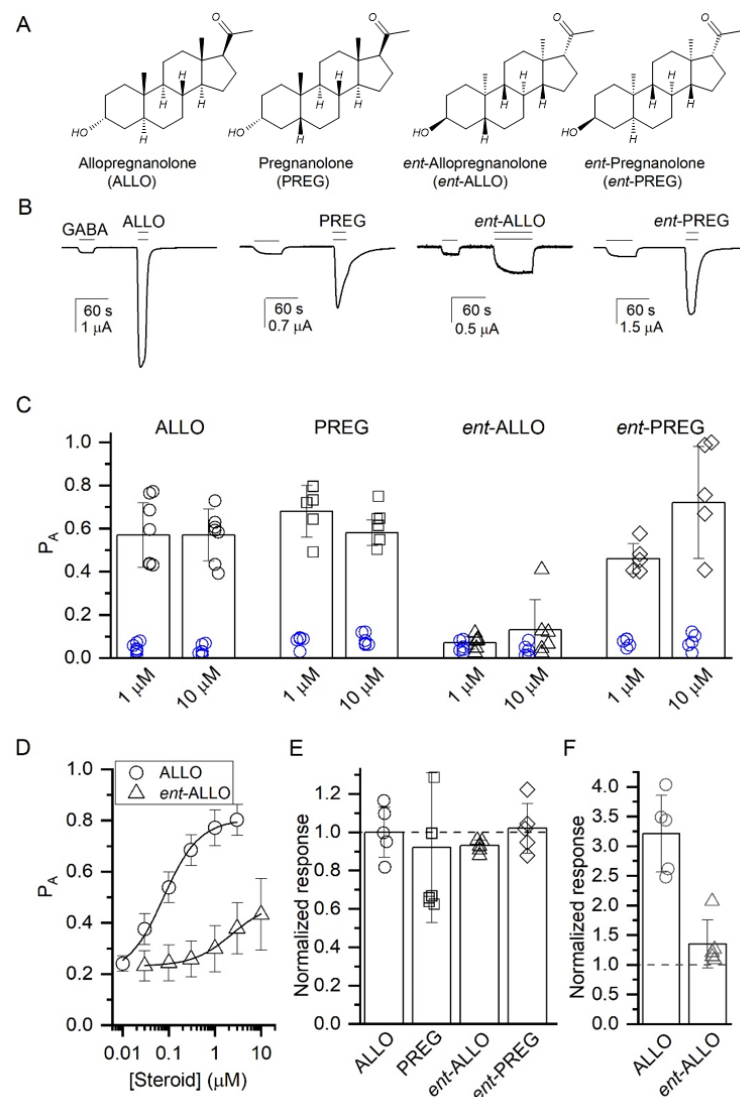 A
O
H
H
H
H
HO
Allopregnanolone
(ALLO)
O
H
H
H
H
HO
Pregnanolone
(PREG)
O
H
H
H
H
HO
ent-Allopregnanolone
(ent-ALLO)
O
H
H
H
H
HO
ent-Pregnanolone
(ent-PREG)
B
GABA ALLO PREG ent-ALLO ent-PREG
60 s
1 µA
60 s
0.7 µA
60 s
0.5 µA
60 s
1.5 µA
C
ALLO PREG ent-ALLO ent-PREG
1.0
0.8
0.6
0.4
0.2
0.0
PA
1 µM 10 µM 1 µM 10 µM 1 µM 10 µM 1 µM 10 µM
D
ALLO
ent-ALLO
1.0
0.8
0.6
0.4
0.2
0.0
PA
0.01 0.1 1 10
[Steroid] (µM)
E
Normalized response
1.2
1.0
0.8
0.6
0.4
0.2
0.0
ALLO PREG ent-ALLO ent-PREG
F
Normalized response
4.0
3.5
3.0
2.5
2.0
1.5
1.0
0.5
0.0
ALLO ent-ALLO